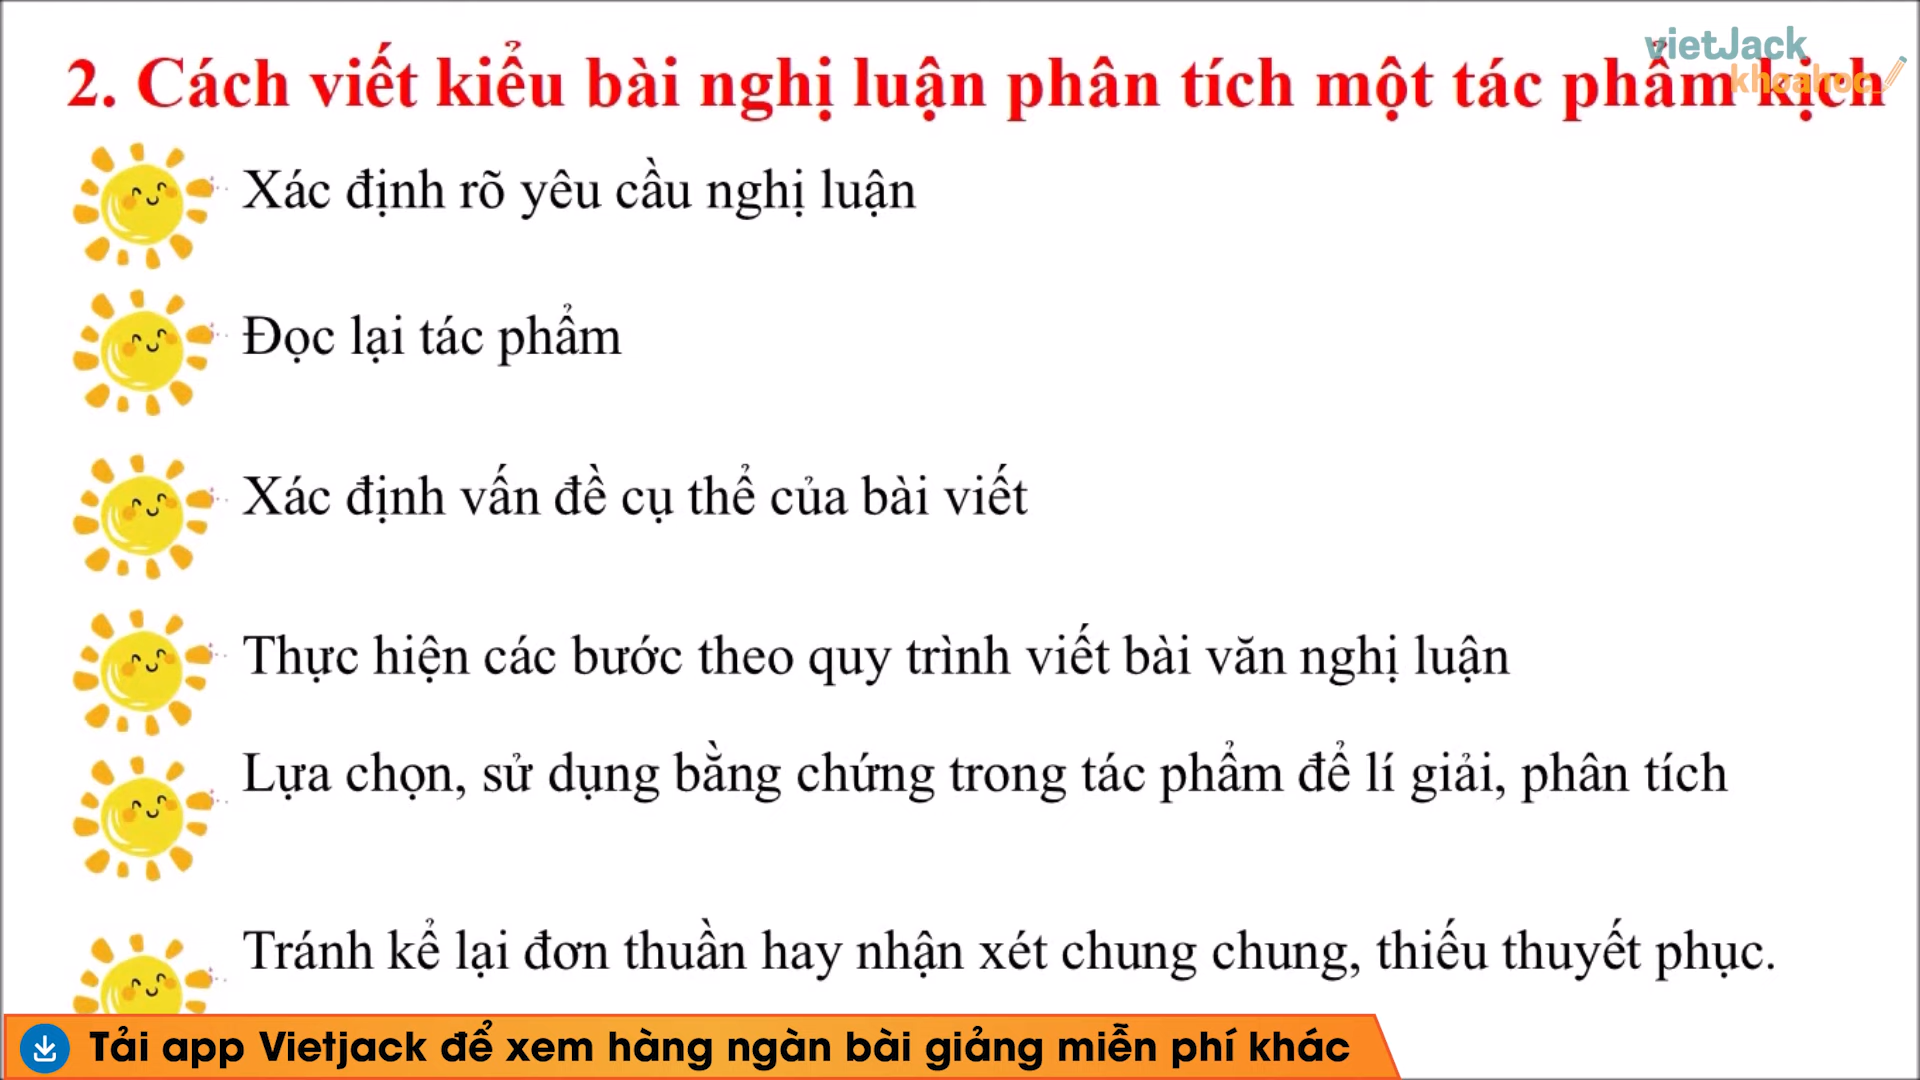 vietJack
khoahoc
2. Cách viết kiểu bài nghị luận phân tích một tác phẩm kịch
Xác định rõ yêu cầu nghị luận
Đọc lại tác phẩm
Xác định vấn đề cụ thể của bài viết
Thực hiện các bước theo quy trình viết bài văn nghị luận
Lựa chọn, sử dụng bằng chứng trong tác phẩm để lí giải, phân tích
Tránh kể lại đơn thuần hay nhận xét chung chung, thiếu thuyết phục.
Tải app Vietjack để xem hàng ngàn bài giảng miễn phí khác